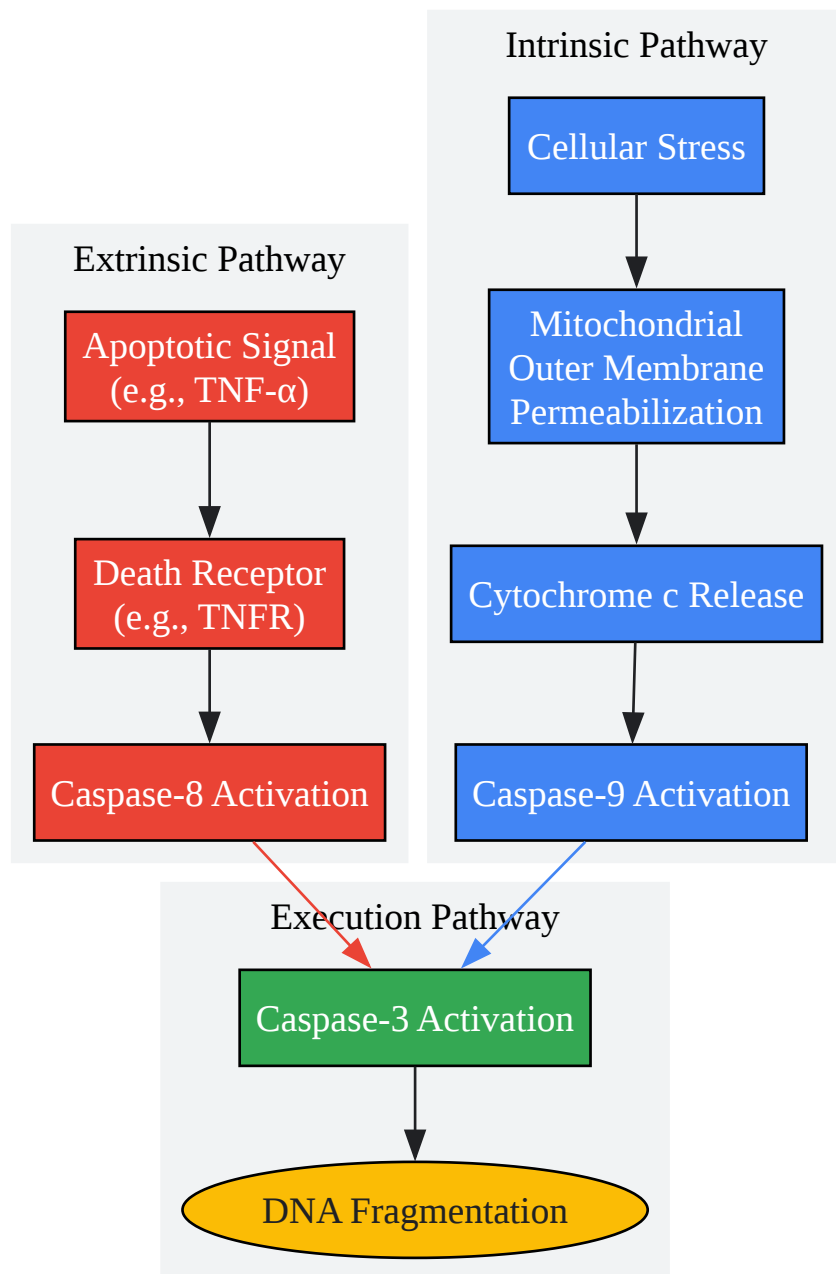 Intrinsic Pathway
Cellular Stress
Mitochondrial
Outer Membrane
Permeabilization
Cytochrome c Release
Caspase-9 Activation
Extrinsic Pathway
Apoptotic Signal
(e.g., TNF-α)
Death Receptor
(e.g., TNFR)
Caspase-8 Activation
Execution Pathway
Caspase-3 Activation
DNA Fragmentation